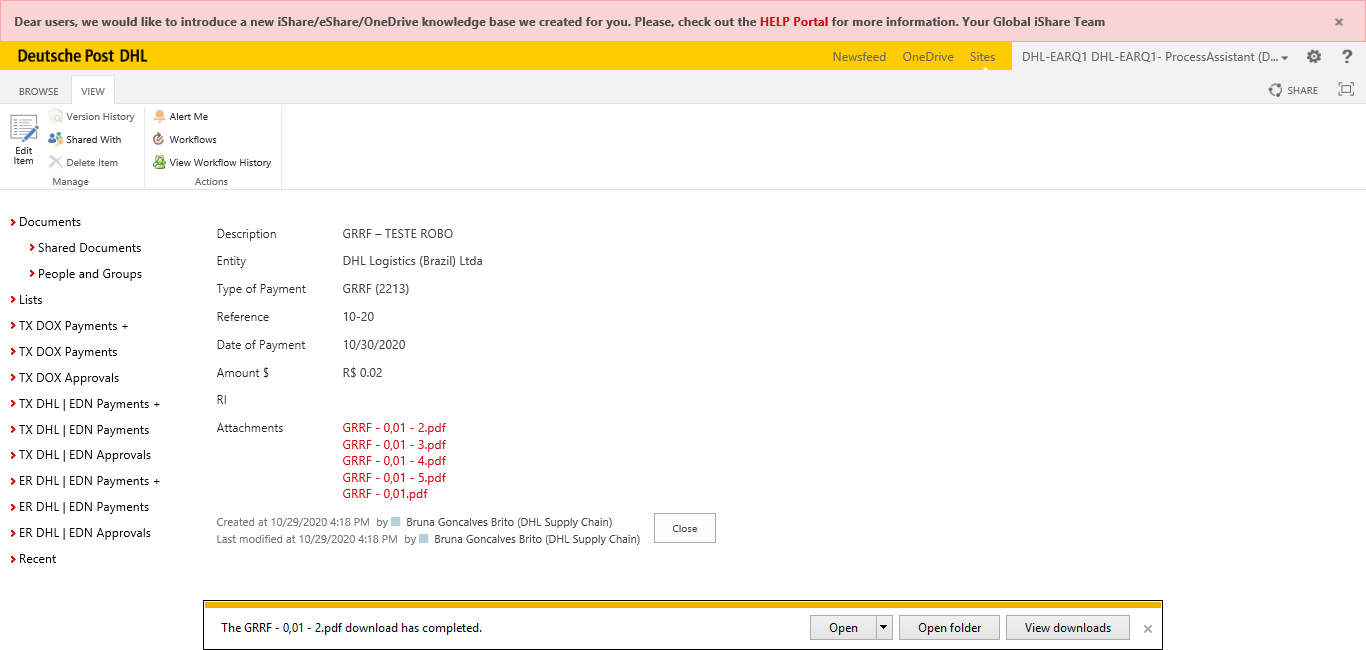 Dear users, we would like to introduce a new iShare/eShare/OneDrive knowledge base we created for you. Please, check out the HELP Portal for more information. Your Global iShare Team ×
Deutsche Post DHL
Newsfeed OneDrive Sites DHL-EARQ1 DHL-EARQ1- ProcessAssistant (D... ?
BROWSE VIEW SHARE
Edit Item
Version History
Shared With
Delete Item
Manage
Alert Me
Workflows
View Workflow History
Actions
Documents
Shared Documents
People and Groups
Lists
TX DOX Payments +
TX DOX Payments
TX DOX Approvals
TX DHL | EDN Payments +
TX DHL | EDN Payments
TX DHL | EDN Approvals
ER DHL | EDN Payments +
ER DHL | EDN Payments
ER DHL | EDN Approvals
Recent
Description GRRF – TESTE ROBO
Entity DHL Logistics (Brazil) Ltda
Type of Payment GRRF (2213)
Reference 10-20
Date of Payment 10/30/2020
Amount $ R$ 0.02
RI
Attachments GRRF - 0,01 - 2.pdf
GRRF - 0,01 - 3.pdf
GRRF - 0,01 - 4.pdf
GRRF - 0,01 - 5.pdf
GRRF - 0,01.pdf
Created at 10/29/2020 4:18 PM by Bruna Goncalves Brito (DHL Supply Chain)
Last modified at 10/29/2020 4:18 PM by Bruna Goncalves Brito (DHL Supply Chain)
Close
The GRRF - 0,01 - 2.pdf download has completed. Open Open folder View downloads ×